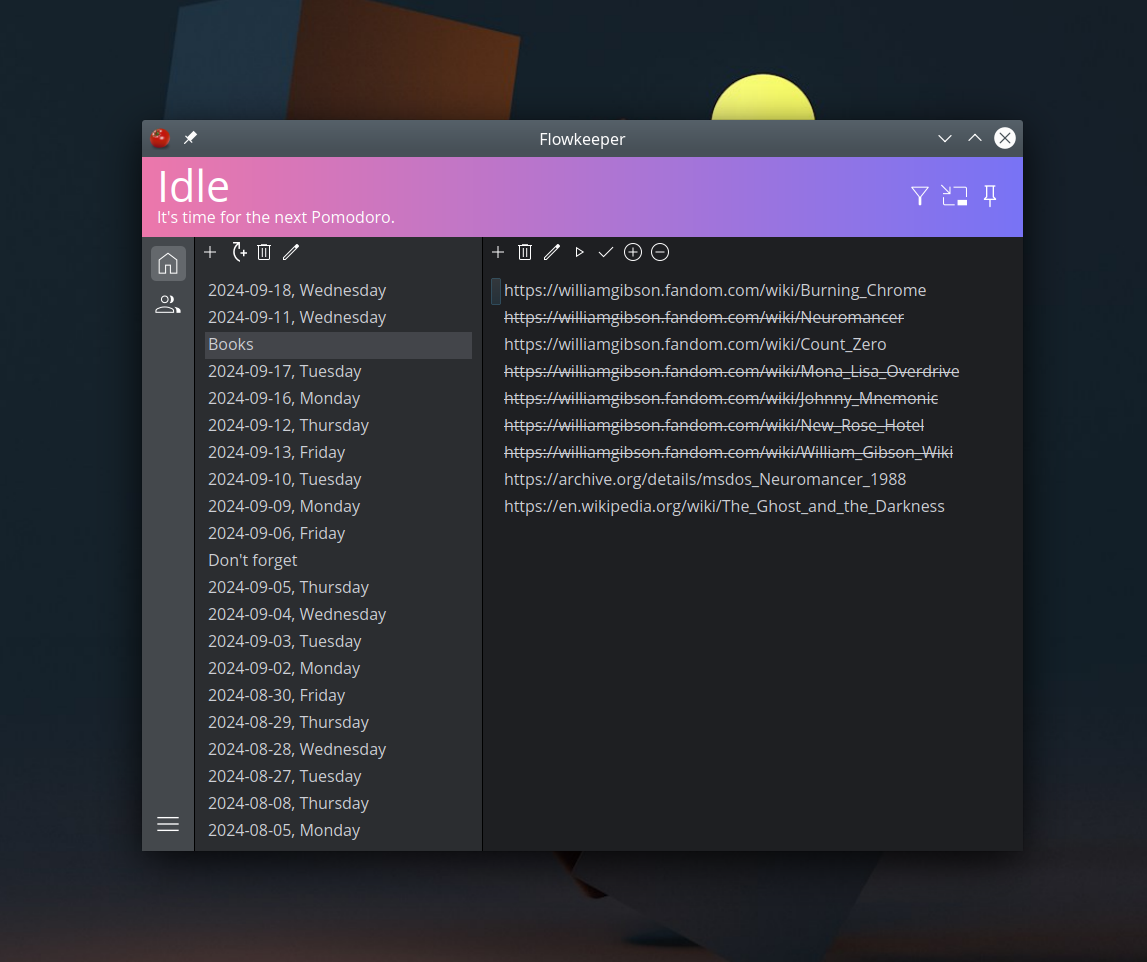 Flowkeeper
Idle
It's time for the next Pomodoro.
2024-09-18, Wednesday
2024-09-11, Wednesday
Books
2024-09-17, Tuesday
2024-09-16, Monday
2024-09-12, Thursday
2024-09-13, Friday
2024-09-10, Tuesday
2024-09-09, Monday
2024-09-06, Friday
Don't forget
2024-09-05, Thursday
2024-09-04, Wednesday
2024-09-03, Tuesday
2024-09-02, Monday
2024-08-30, Friday
2024-08-29, Thursday
2024-08-28, Wednesday
2024-08-27, Tuesday
2024-08-08, Thursday
2024-08-05, Monday
https://williamgibson.fandom.com/wiki/Burning_Chrome
https://williamgibson.fandom.com/wiki/Neuromancer
https://williamgibson.fandom.com/wiki/Count_Zero
https://williamgibson.fandom.com/wiki/Mona_Lisa_Overdrive
https://williamgibson.fandom.com/wiki/Johnny_Mnemonic
https://williamgibson.fandom.com/wiki/New_Rose_Hotel
https://williamgibson.fandom.com/wiki/William_Gibson_Wiki
https://archive.org/details/msdos_Neuromancer_1988
https://en.wikipedia.org/wiki/The_Ghost_and_the_Darkness